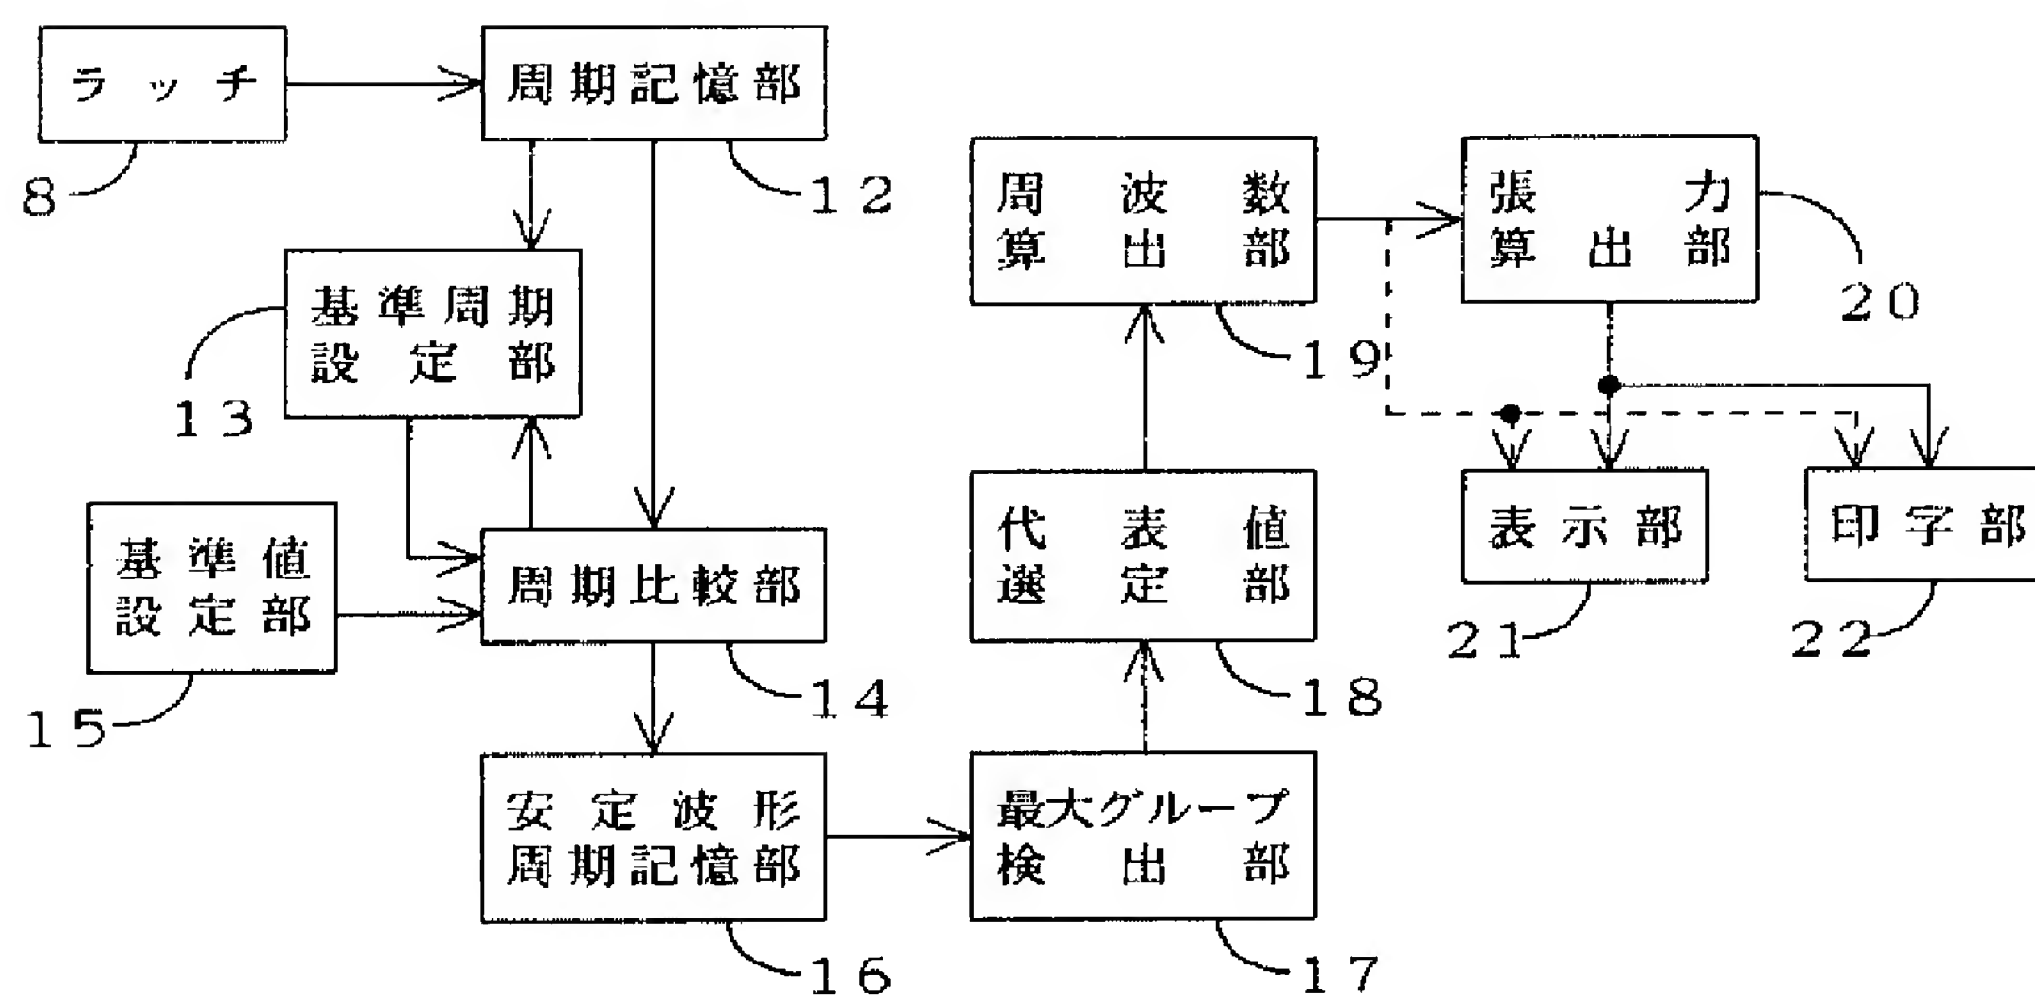 ラッチ
8
周期記憶部
12
基準周期
設定部
13
基準値
設定部
15
周期比較部
14
安定波形
周期記憶部
16
最大グループ
検出部
17
代表値
選定部
18
周波数
算出部
19
張力
算出部
20
表示部
21
印字部
22